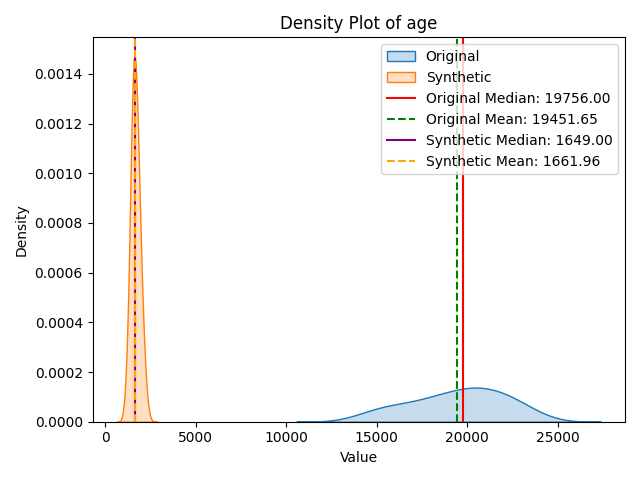 Density Plot of age
Original
Synthetic
Original Median: 19756.00
Original Mean: 19451.65
Synthetic Median: 1649.00
Synthetic Mean: 1661.96
Density
0.0014
0.0012
0.0010
0.0008
0.0006
0.0004
0.0002
0.0000
0 5000 10000 15000 20000 25000
Value